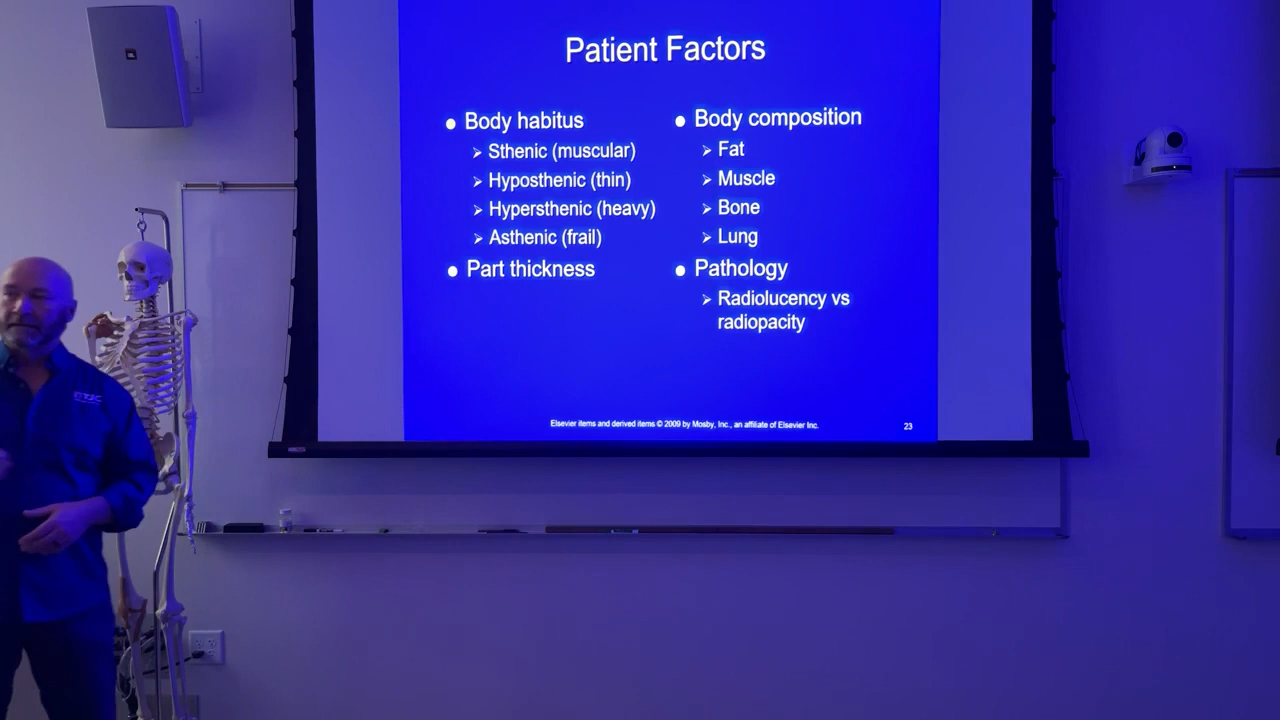 Patient Factors
● Body habitus
➢ Sthenic (muscular)
➢ Hyposthenic (thin)
➢ Hypersthenic (heavy)
➢ Asthenic (frail)
● Part thickness
● Body composition
➢ Fat
➢ Muscle
➢ Bone
➢ Lung
● Pathology
➢ Radiolucency vs
radiopacity
Elsevier items and derived items © 2009 by Mosby, Inc., an affiliate of Elsevier Inc.
23
JBL